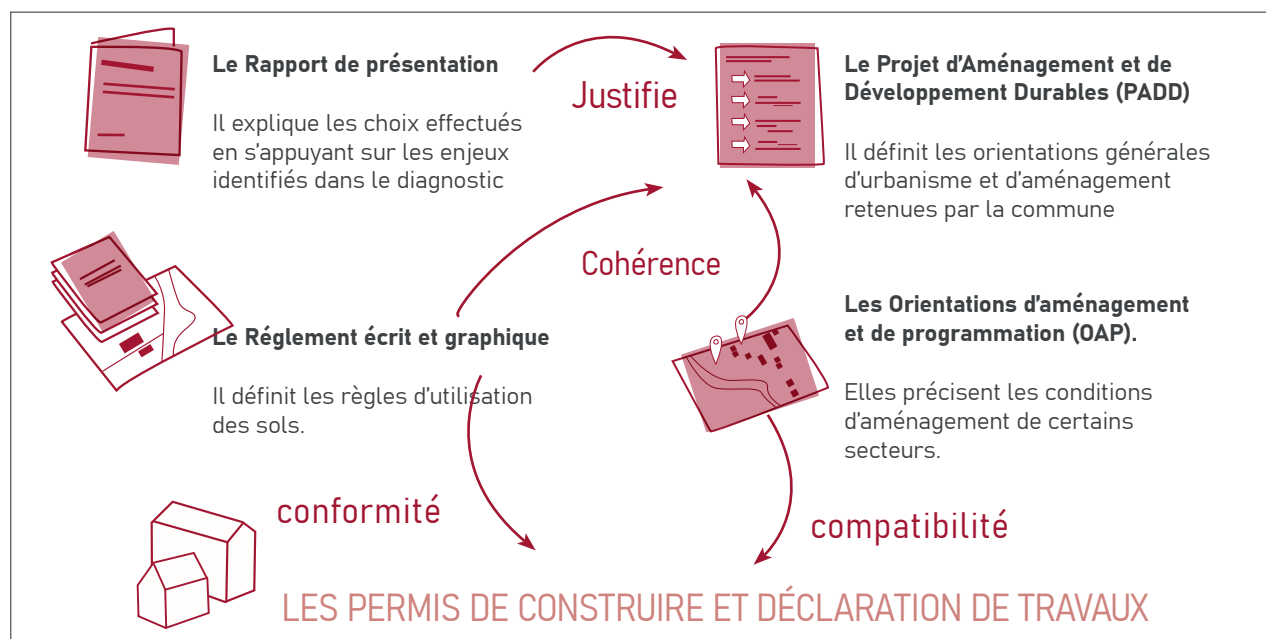 Le Rapport de présentation
Il explique les choix effectués
en s'appuyant sur les enjeux
identifiés dans le diagnostic
Justifie
Le Projet d'Aménagement et de
Développement Durables (PADD)
Il définit les orientations générales
d'urbanisme et d'aménagement
retenues par la commune
Cohérence
Le Réglement écrit et graphique
Il définit les règles d'utilisation
des sols.
Les Orientations d'aménagement
et de programmation (OAP).
Elles précisent les conditions
d'aménagement de certains
secteurs.
conformité
compatibilité
LES PERMIS DE CONSTRUIRE ET DÉCLARATION DE TRAVAUX